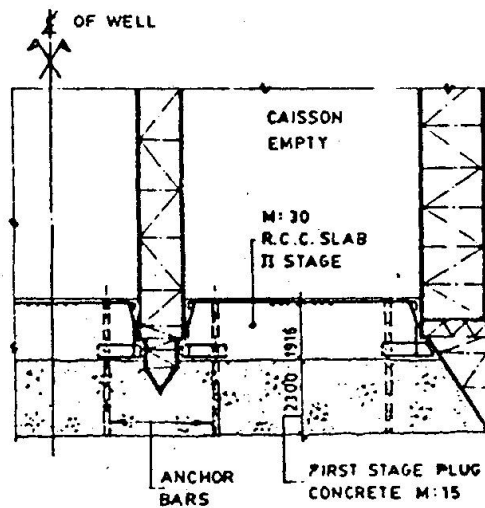 ℄ OF WELL
CAISSON
EMPTY
M:30
R.C.C. SLAB
II STAGE
2300 1916
ANCHOR
BARS
FIRST STAGE PLUG
CONCRETE M:15